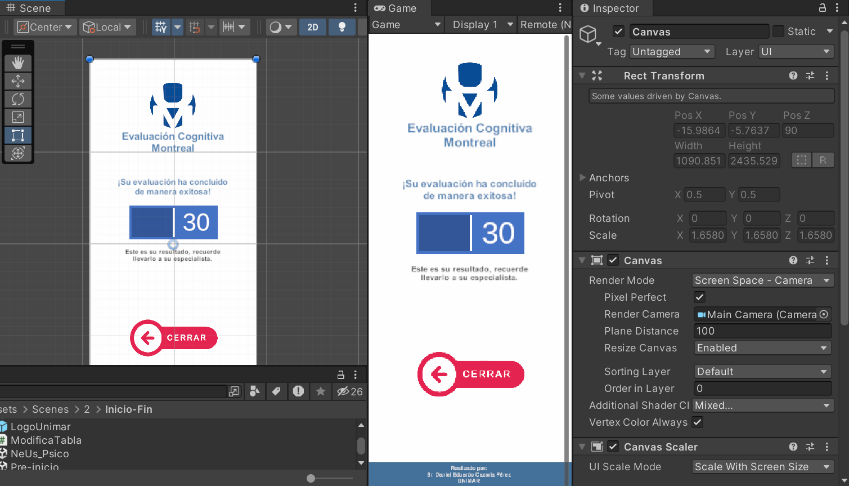 Scene
Center
Local
2D
Evaluación Cognitiva
Montreal
¡Su evaluación ha concluido
de manera exitosa!
30
Este es su resultado, recuerde
llevarlo a su especialista.
CERRAR
26
sets > Scenes > 2 > Inicio-Fin
LogoUnimar
ModificaTabla
NeUs_Psico
Pre-inicio
Game
Game
Display 1
Remote (N
Evaluación Cognitiva
Montreal
¡Su evaluación ha concluido
de manera exitosa!
30
Este es su resultado, recuerde
llevarlo a su especialista.
CERRAR
Realizado por:
UNIMAR
Inspector
Canvas
Static
Tag Untagged Layer UI
Rect Transform
Some values driven by Canvas.
Pos X Pos Y Pos Z
-15.9864 -5.7637 90
Width Height
1090.851 2435.529
R
Anchors
Pivot X 0.5 Y 0.5
Rotation X 0 Y 0 Z 0
Scale X 1.6580 Y 1.6580 Z 1.6580
Canvas
Render Mode Screen Space - Camera
Pixel Perfect
Render Camera Main Camera (Camera
Plane Distance 100
Resize Canvas Enabled
Sorting Layer Default
Order in Layer 0
Additional Shader Cl Mixed...
Vertex Color Always
Canvas Scaler
UI Scale Mode Scale With Screen Size